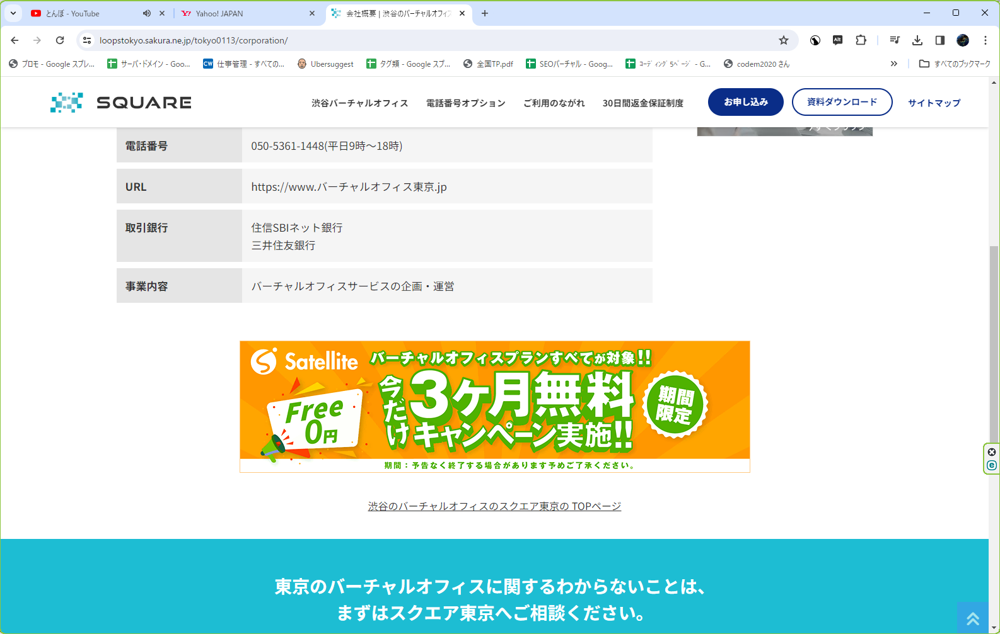 とんぼ - YouTube
Yahoo! JAPAN
会社概要 | 渋谷のバーチャルオフィス
loopstokyo.sakura.ne.jp/tokyo0113/corporation/
プロモ - Google スプレ...
サーバ・ドメイン - Goo...
CW 仕事管理 - すべての...
Ubersuggest
タグ類 - Google スプ...
全国TP.pdf
SEOバーチャル - Goog...
コーディング 5ページ - G...
codem2020 さん
すべてのブックマーク
SQUARE
渋谷バーチャルオフィス
電話番号オプション
ご利用のながれ
30日間返金保証制度
お申し込み
資料ダウンロード
サイトマップ
電話番号
050-5361-1448(平日9時～18時)
URL
https://www.バーチャルオフィス東京.jp
取引銀行
住信SBIネット銀行
三井住友銀行
事業内容
バーチャルオフィスサービスの企画・運営
Satellite
バーチャルオフィスプランすべてが対象!!
Free
0円
今だけ
3ヶ月無料
キャンペーン実施!!
期間
限定
期間：予告なく終了する場合があります予めご了承ください。
渋谷のバーチャルオフィスのスクエア東京の TOPページ
東京のバーチャルオフィスに関するわからないことは、
まずはスクエア東京へご相談ください。